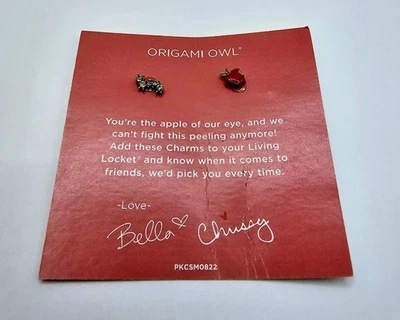 ORIGAMI OWL®
You're the apple of our eye, and we
can't fight this peeling anymore!
Add these Charms to your Living
Locket® and know when it comes to
friends, we'd pick you every time.
-Love-
Bella Chrissy
PKCSM0822